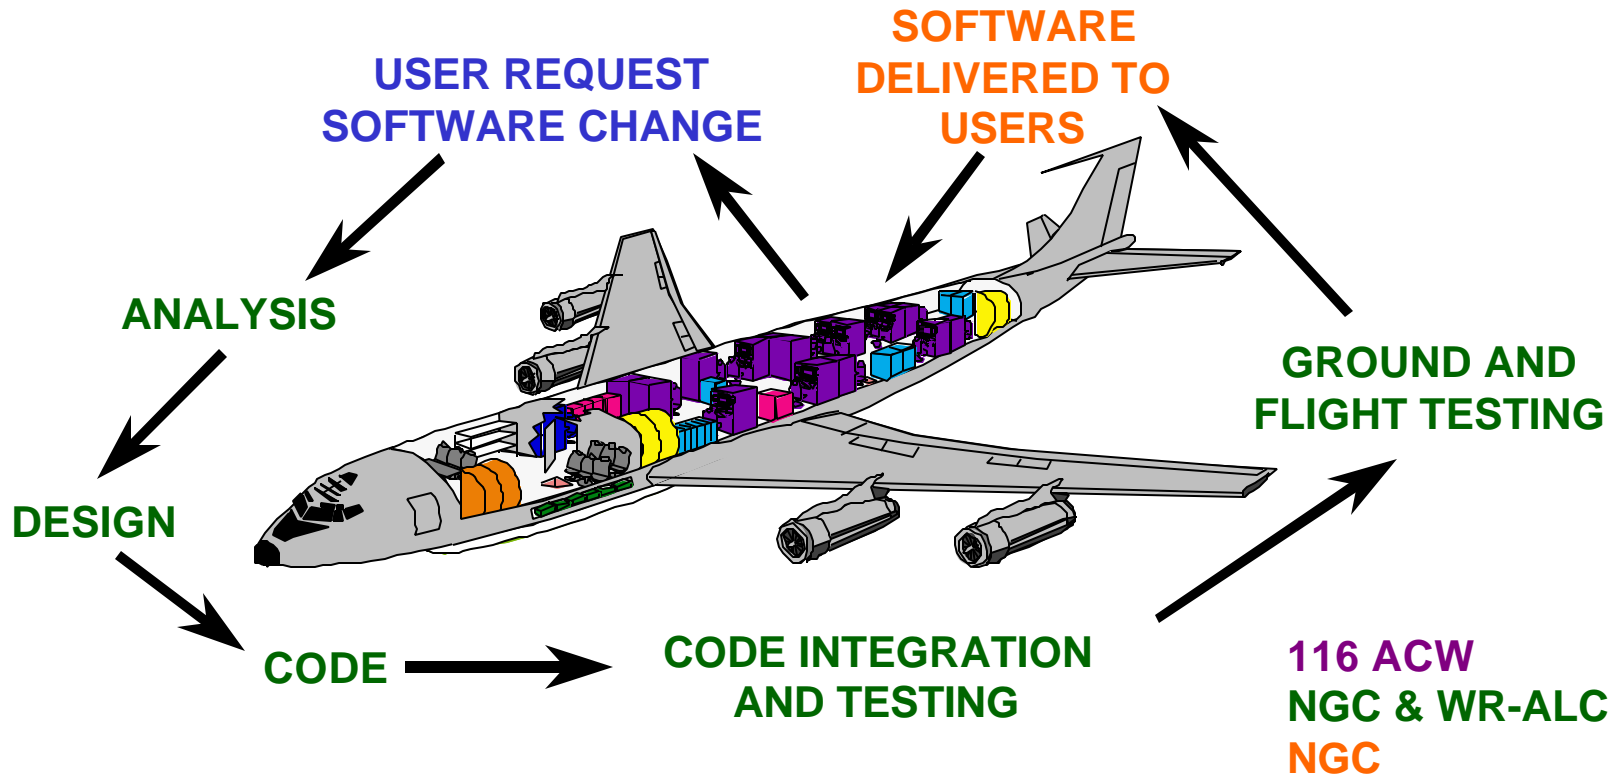 USER REQUEST
SOFTWARE CHANGE
SOFTWARE
DELIVERED TO
USERS
ANALYSIS
GROUND AND
FLIGHT TESTING
DESIGN
CODE
CODE INTEGRATION
AND TESTING
116 ACW
NGC & WR-ALC
NGC